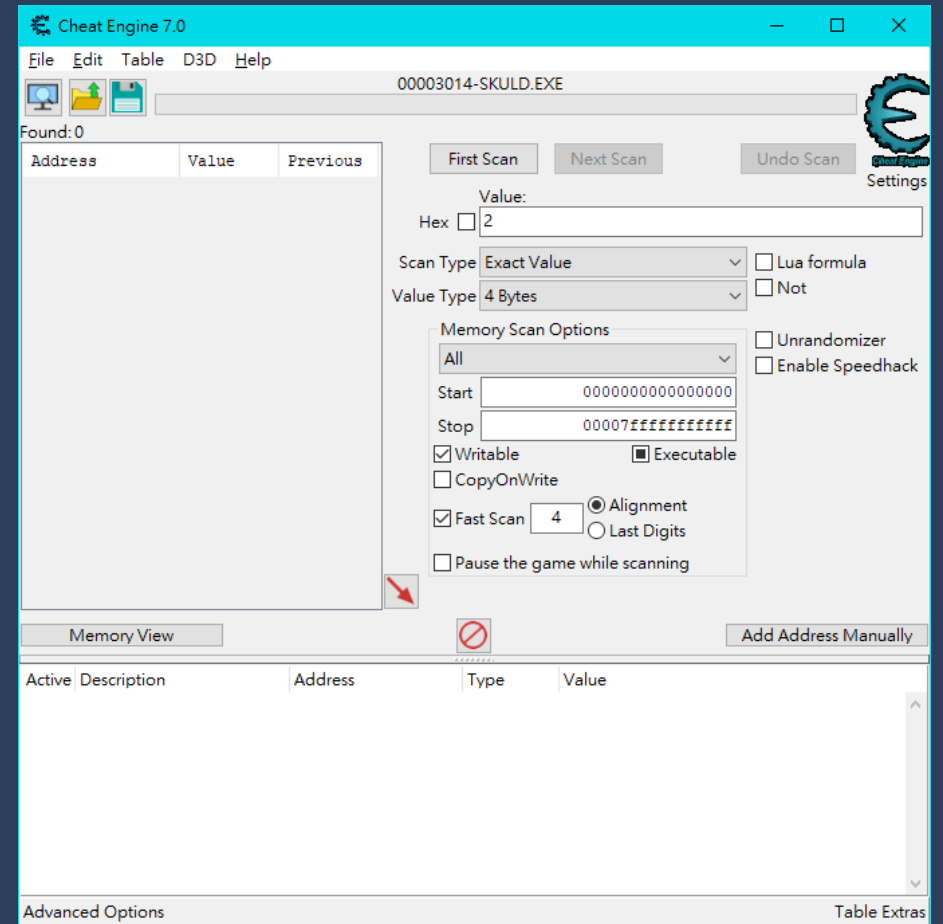 Cheat Engine 7.0
File Edit Table D3D Help
00003014-SKULD.EXE
Found: 0
Address Value Previous
First Scan Next Scan Undo Scan
Cheat Engine
Settings
Value:
Hex 2
Scan Type Exact Value Lua formula
Value Type 4 Bytes Not
Memory Scan Options
Unrandomizer
All
Enable Speedhack
Start 0000000000000000
Stop 00007fffffffffff
Writable Executable
CopyOnWrite
Fast Scan 4 Alignment
Last Digits
Pause the game while scanning
Memory View Add Address Manually
Active Description Address Type Value
Advanced Options Table Extras